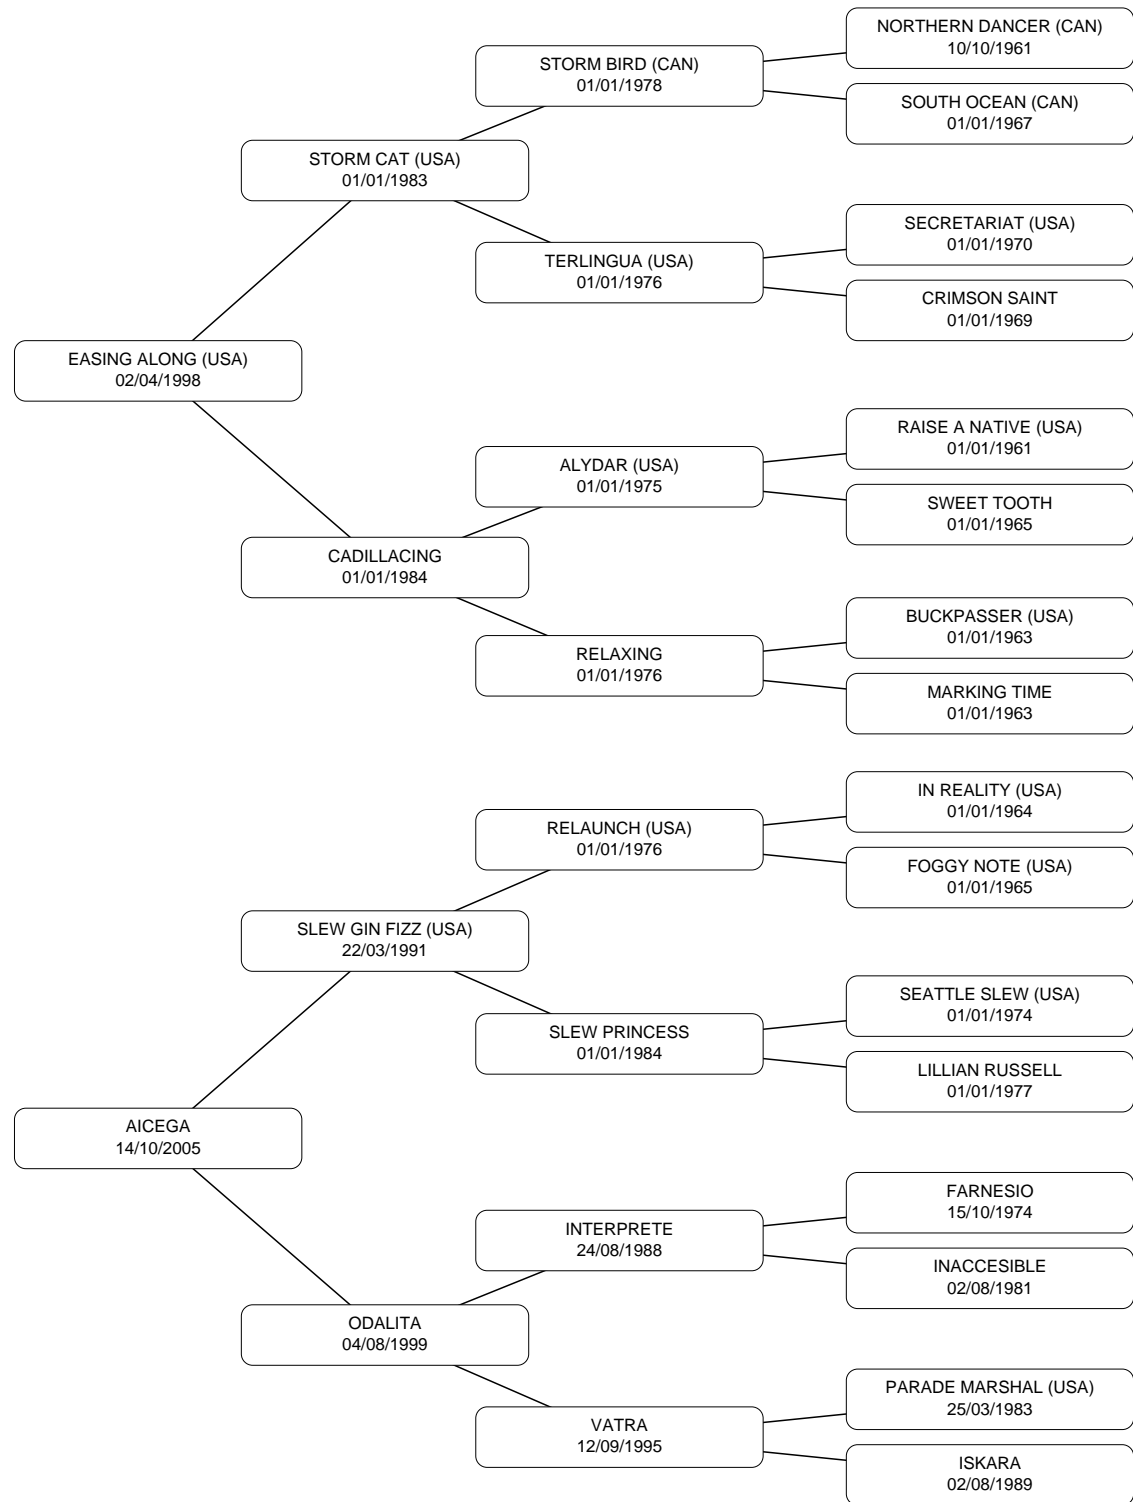 NORTHERN DANCER (CAN)
10/10/1961
STORM BIRD (CAN)
01/01/1978
SOUTH OCEAN (CAN)
01/01/1967
STORM CAT (USA)
01/01/1983
SECRETARIAT (USA)
01/01/1970
TERLINGUA (USA)
01/01/1976
CRIMSON SAINT
01/01/1969
EASING ALONG (USA)
02/04/1998
RAISE A NATIVE (USA)
01/01/1961
ALYDAR (USA)
01/01/1975
SWEET TOOTH
01/01/1965
CADILLACING
01/01/1984
BUCKPASSER (USA)
01/01/1963
RELAXING
01/01/1976
MARKING TIME
01/01/1963
IN REALITY (USA)
01/01/1964
RELAUNCH (USA)
01/01/1976
FOGGY NOTE (USA)
01/01/1965
SLEW GIN FIZZ (USA)
22/03/1991
SEATTLE SLEW (USA)
01/01/1974
SLEW PRINCESS
01/01/1984
LILLIAN RUSSELL
01/01/1977
AICEGA
14/10/2005
FARNESIO
15/10/1974
INTERPRETE
24/08/1988
INACCESIBLE
02/08/1981
ODALITA
04/08/1999
PARADE MARSHAL (USA)
25/03/1983
VATRA
12/09/1995
ISKARA
02/08/1989